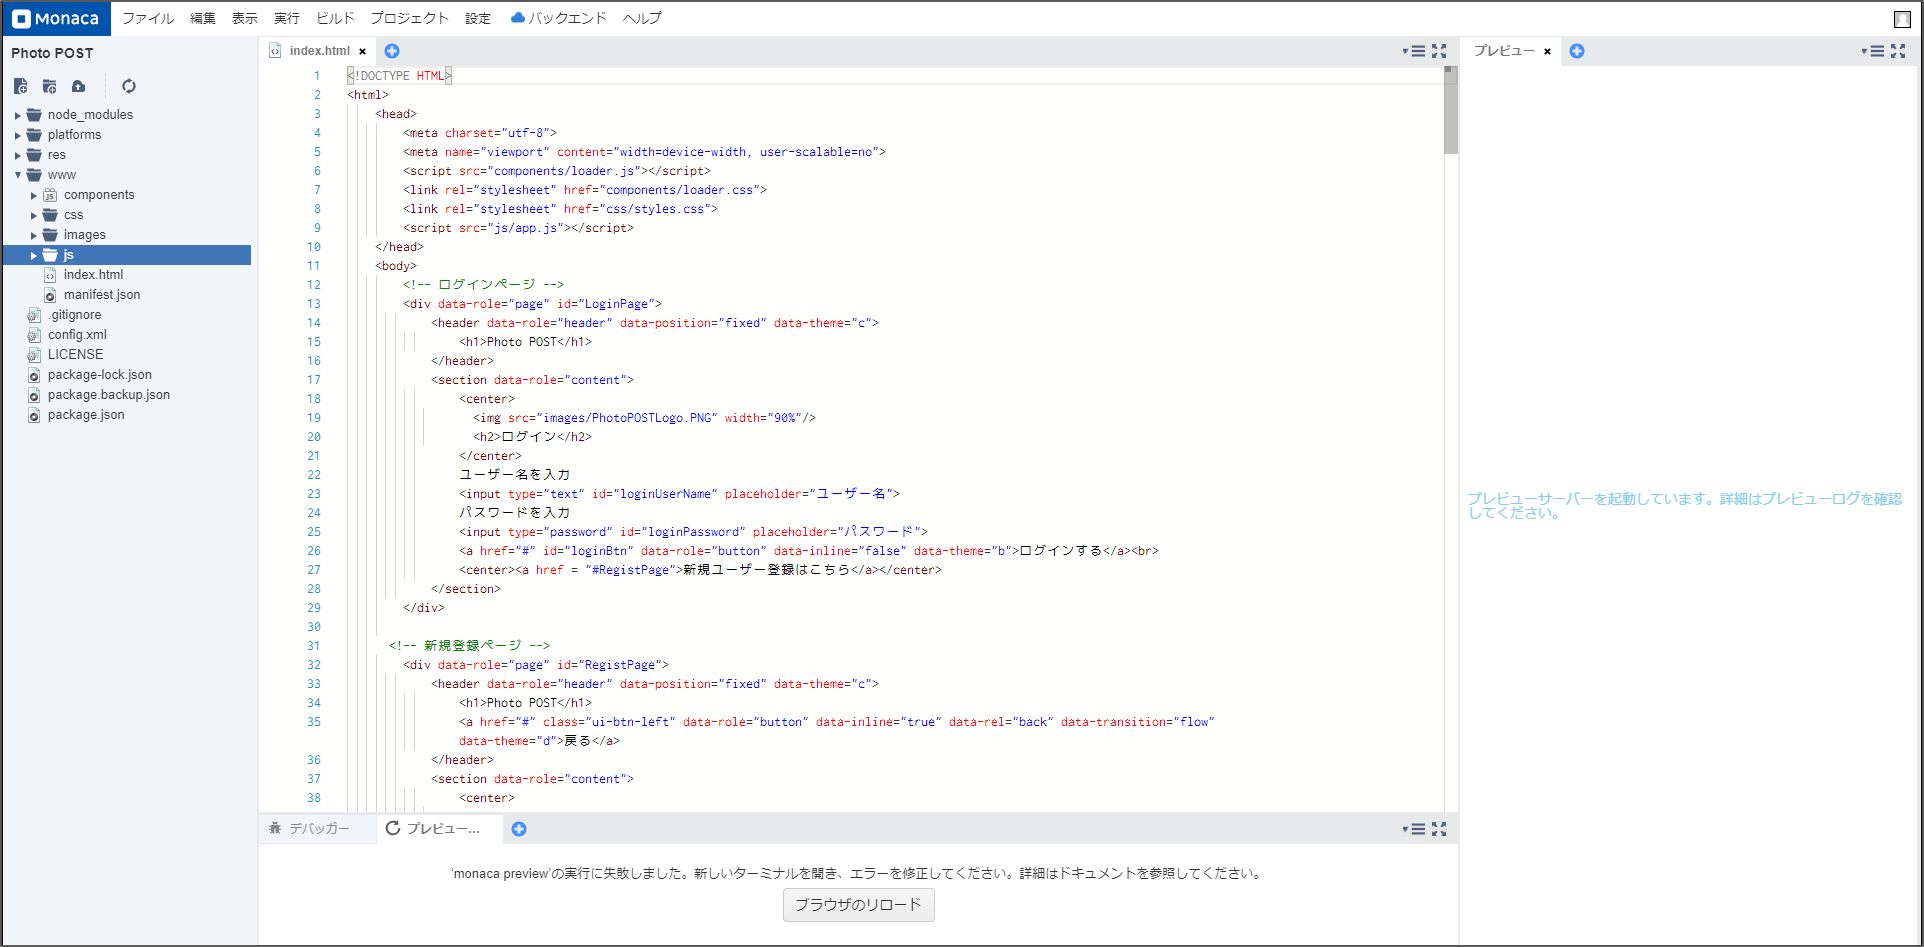 Monaca ファイル 編集 表示 実行 ビルド プロジェクト 設定 バックエンド ヘルプ
Photo POST
node_modules
platforms
res
www
components
css
images
js
index.html
manifest.json
.gitignore
config.xml
LICENSE
package-lock.json
package.backup.json
package.json
index.html ×
1 <!DOCTYPE HTML>
2 <html>
3 <head>
4 <meta charset="utf-8">
5 <meta name="viewport" content="width=device-width, user-scalable=no">
6 <script src="components/loader.js"></script>
7 <link rel="stylesheet" href="components/loader.css">
8 <link rel="stylesheet" href="css/styles.css">
9 <script src="js/app.js"></script>
10 </head>
11 <body>
12 <!-- ログインページ -->
13 <div data-role="page" id="LoginPage">
14 <header data-role="header" data-position="fixed" data-theme="c">
15 <h1>Photo POST</h1>
16 </header>
17 <section data-role="content">
18 <center>
19 <img src="images/PhotoPOSTLogo.PNG" width="90%"/>
20 <h2>ログイン</h2>
21 </center>
22 ユーザー名を入力
23 <input type="text" id="loginUserName" placeholder="ユーザー名">
24 パスワードを入力
25 <input type="password" id="loginPassword" placeholder="パスワード">
26 <a href="#" id="loginBtn" data-role="button" data-inline="false" data-theme="b">ログインする</a><br>
27 <center><a href = "#RegistPage">新規ユーザー登録はこちら</a></center>
28 </section>
29 </div>
30
31 <!-- 新規登録ページ -->
32 <div data-role="page" id="RegistPage">
33 <header data-role="header" data-position="fixed" data-theme="c">
34 <h1>Photo POST</h1>
35 <a href="#" class="ui-btn-left" data-role="button" data-inline="true" data-rel="back" data-transition="flow"
data-theme="d">戻る</a>
36 </header>
37 <section data-role="content">
38 <center>
デバッガー プレビュー...
'monaca preview'の実行に失敗しました。新しいターミナルを開き、エラーを修正してください。詳細はドキュメントを参照してください。
ブラウザのリロード
プレビュー ×
プレビューサーバーを起動しています。詳細はプレビューログを確認
してください。